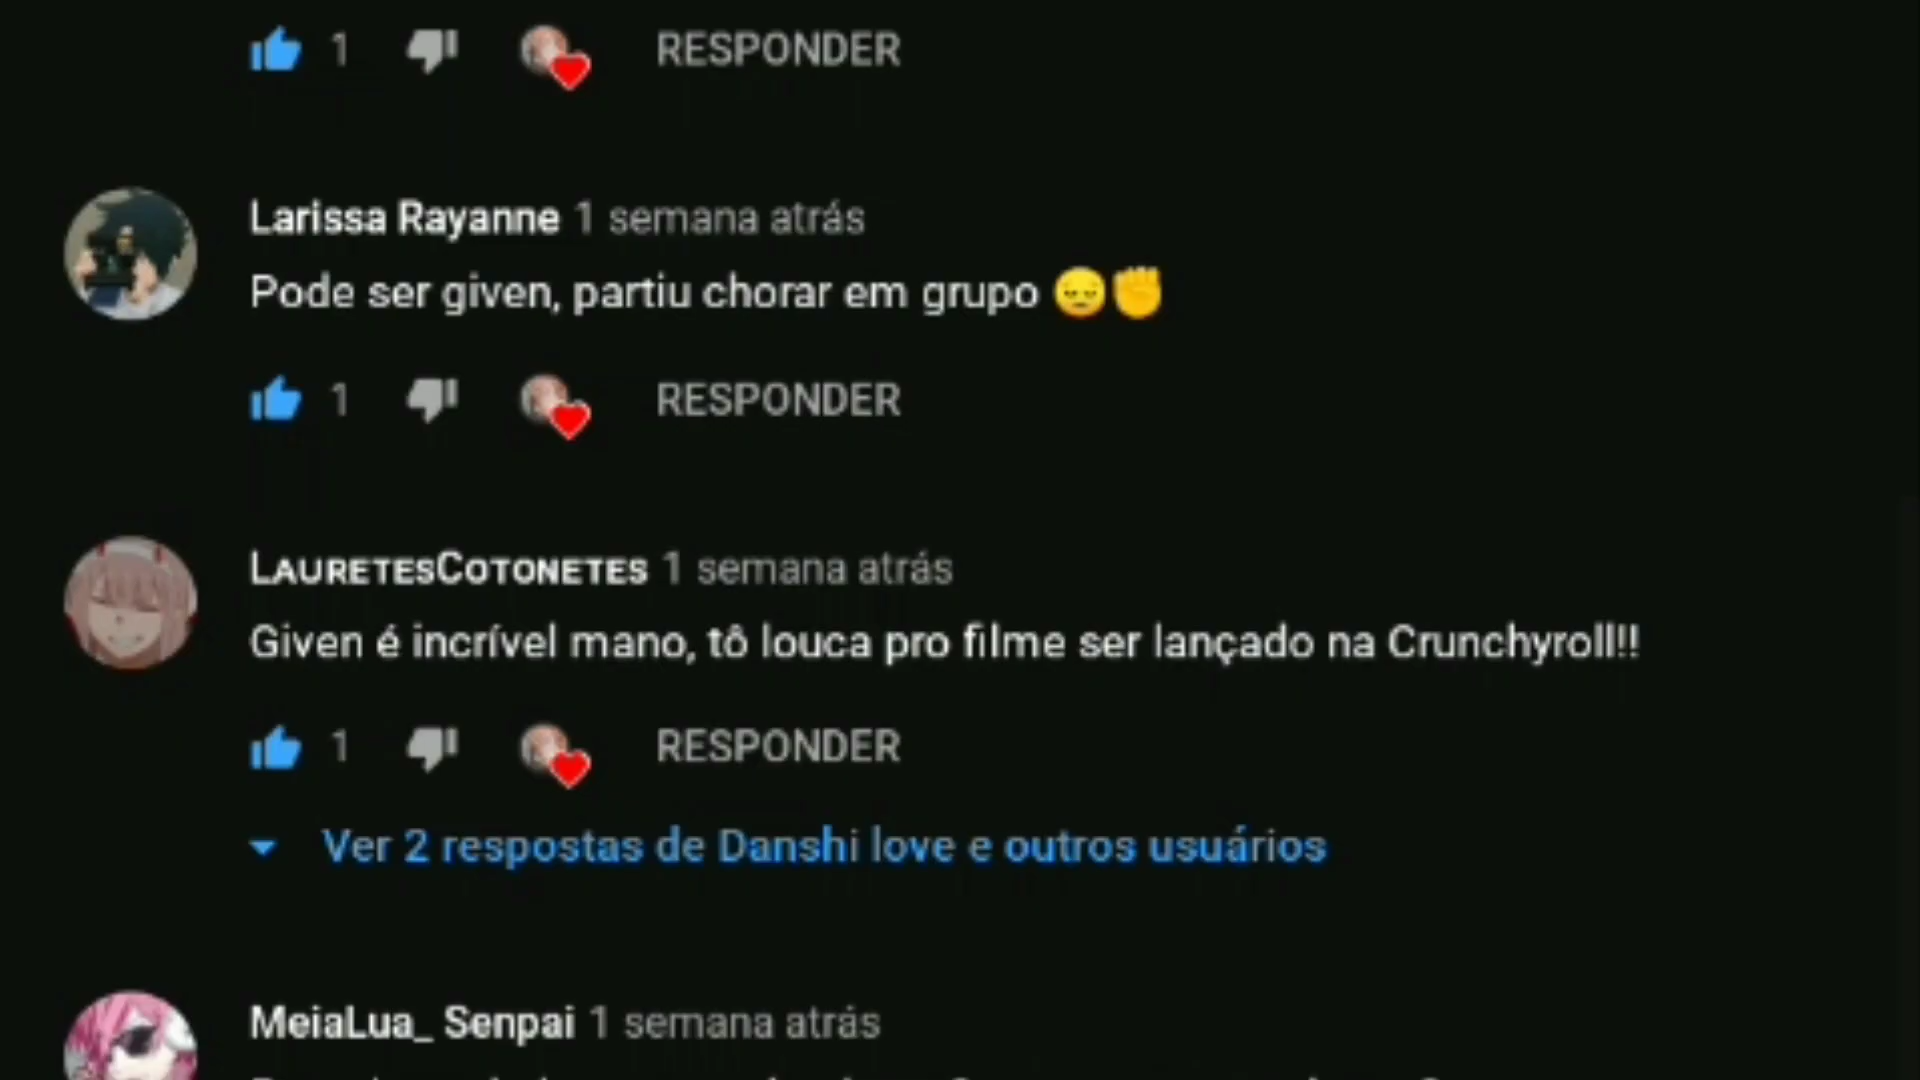 1 RESPONDER
Larissa Rayanne 1 semana atrás
Pode ser given, partiu chorar em grupo 😔✊
1 RESPONDER
LᴀᴜʀᴇᴛᴇsCᴏᴛᴏɴᴇᴛᴇs 1 semana atrás
Given é incrível mano, tô louca pro filme ser lançado na Crunchyroll!!
1 RESPONDER
Ver 2 respostas de Danshi love e outros usuários
MeiaLua_ Senpai 1 semana atrás